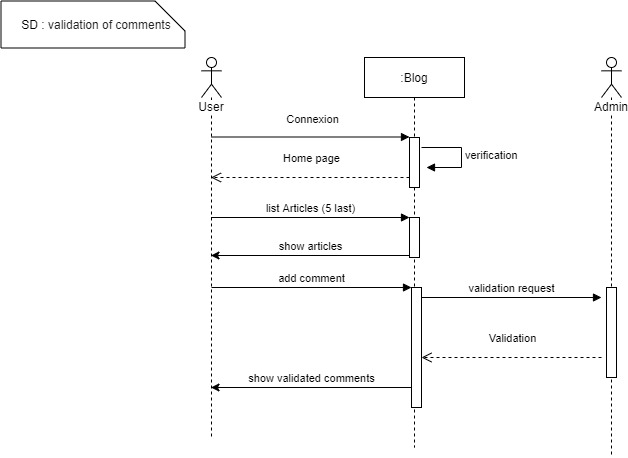 SD : validation of comments
:Blog
User
Admin
Connexion
verification
Home page
list Articles (5 last)
show articles
add comment
validation request
Validation
show validated comments